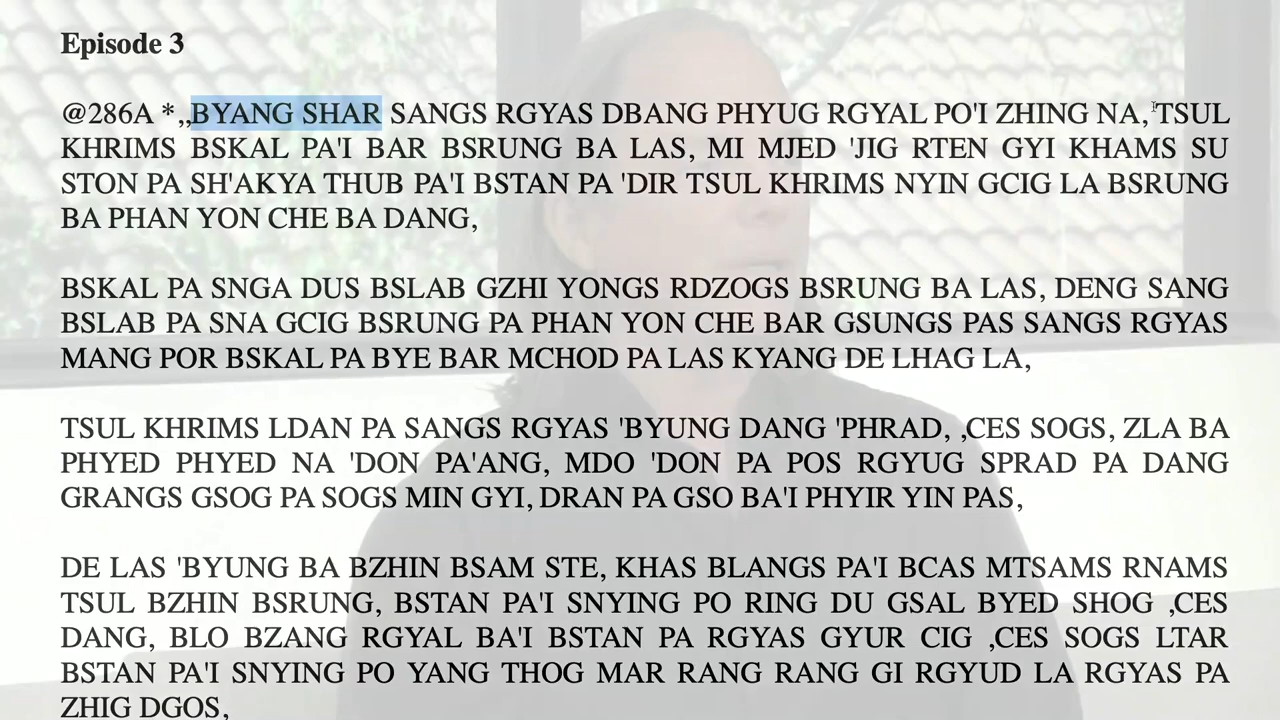 Episode 3
@286A *,,BYANG SHAR SANGS RGYAS DBANG PHYUG RGYAL PO'I ZHING NA, TSUL
KHRIMS BSKAL PA'I BAR BSRUNG BA LAS, MI MJED 'JIG RTEN GYI KHAMS SU
STON PA SH'AKYA THUB PA'I BSTAN PA 'DIR TSUL KHRIMS NYIN GCIG LA BSRUNG
BA PHAN YON CHE BA DANG,
BSKAL PA SNGA DUS BSLAB GZHI YONGS RDZOGS BSRUNG BA LAS, DENG SANG
BSLAB PA SNA GCIG BSRUNG PA PHAN YON CHE BAR GSUNGS PAS SANGS RGYAS
MANG POR BSKAL PA BYE BAR MCHOD PA LAS KYANG DE LHAG LA,
TSUL KHRIMS LDAN PA SANGS RGYAS 'BYUNG DANG 'PHRAD, ,CES SOGS, ZLA BA
PHYED PHYED NA 'DON PA'ANG, MDO 'DON PA POS RGYUG SPRAD PA DANG
GRANGS GSOG PA SOGS MIN GYI, DRAN PA GSO BA'I PHYIR YIN PAS,
DE LAS 'BYUNG BA BZHIN BSAM STE, KHAS BLANGS PA'I BCAS MTSAMS RNAMS
TSUL BZHIN BSRUNG, BSTAN PA'I SNYING PO RING DU GSAL BYED SHOG ,CES
DANG, BLO BZANG RGYAL BA'I BSTAN PA RGYAS GYUR CIG ,CES SOGS LTAR
BSTAN PA'I SNYING PO YANG THOG MAR RANG RANG GI RGYUD LA RGYAS PA
ZHIG DGOS,